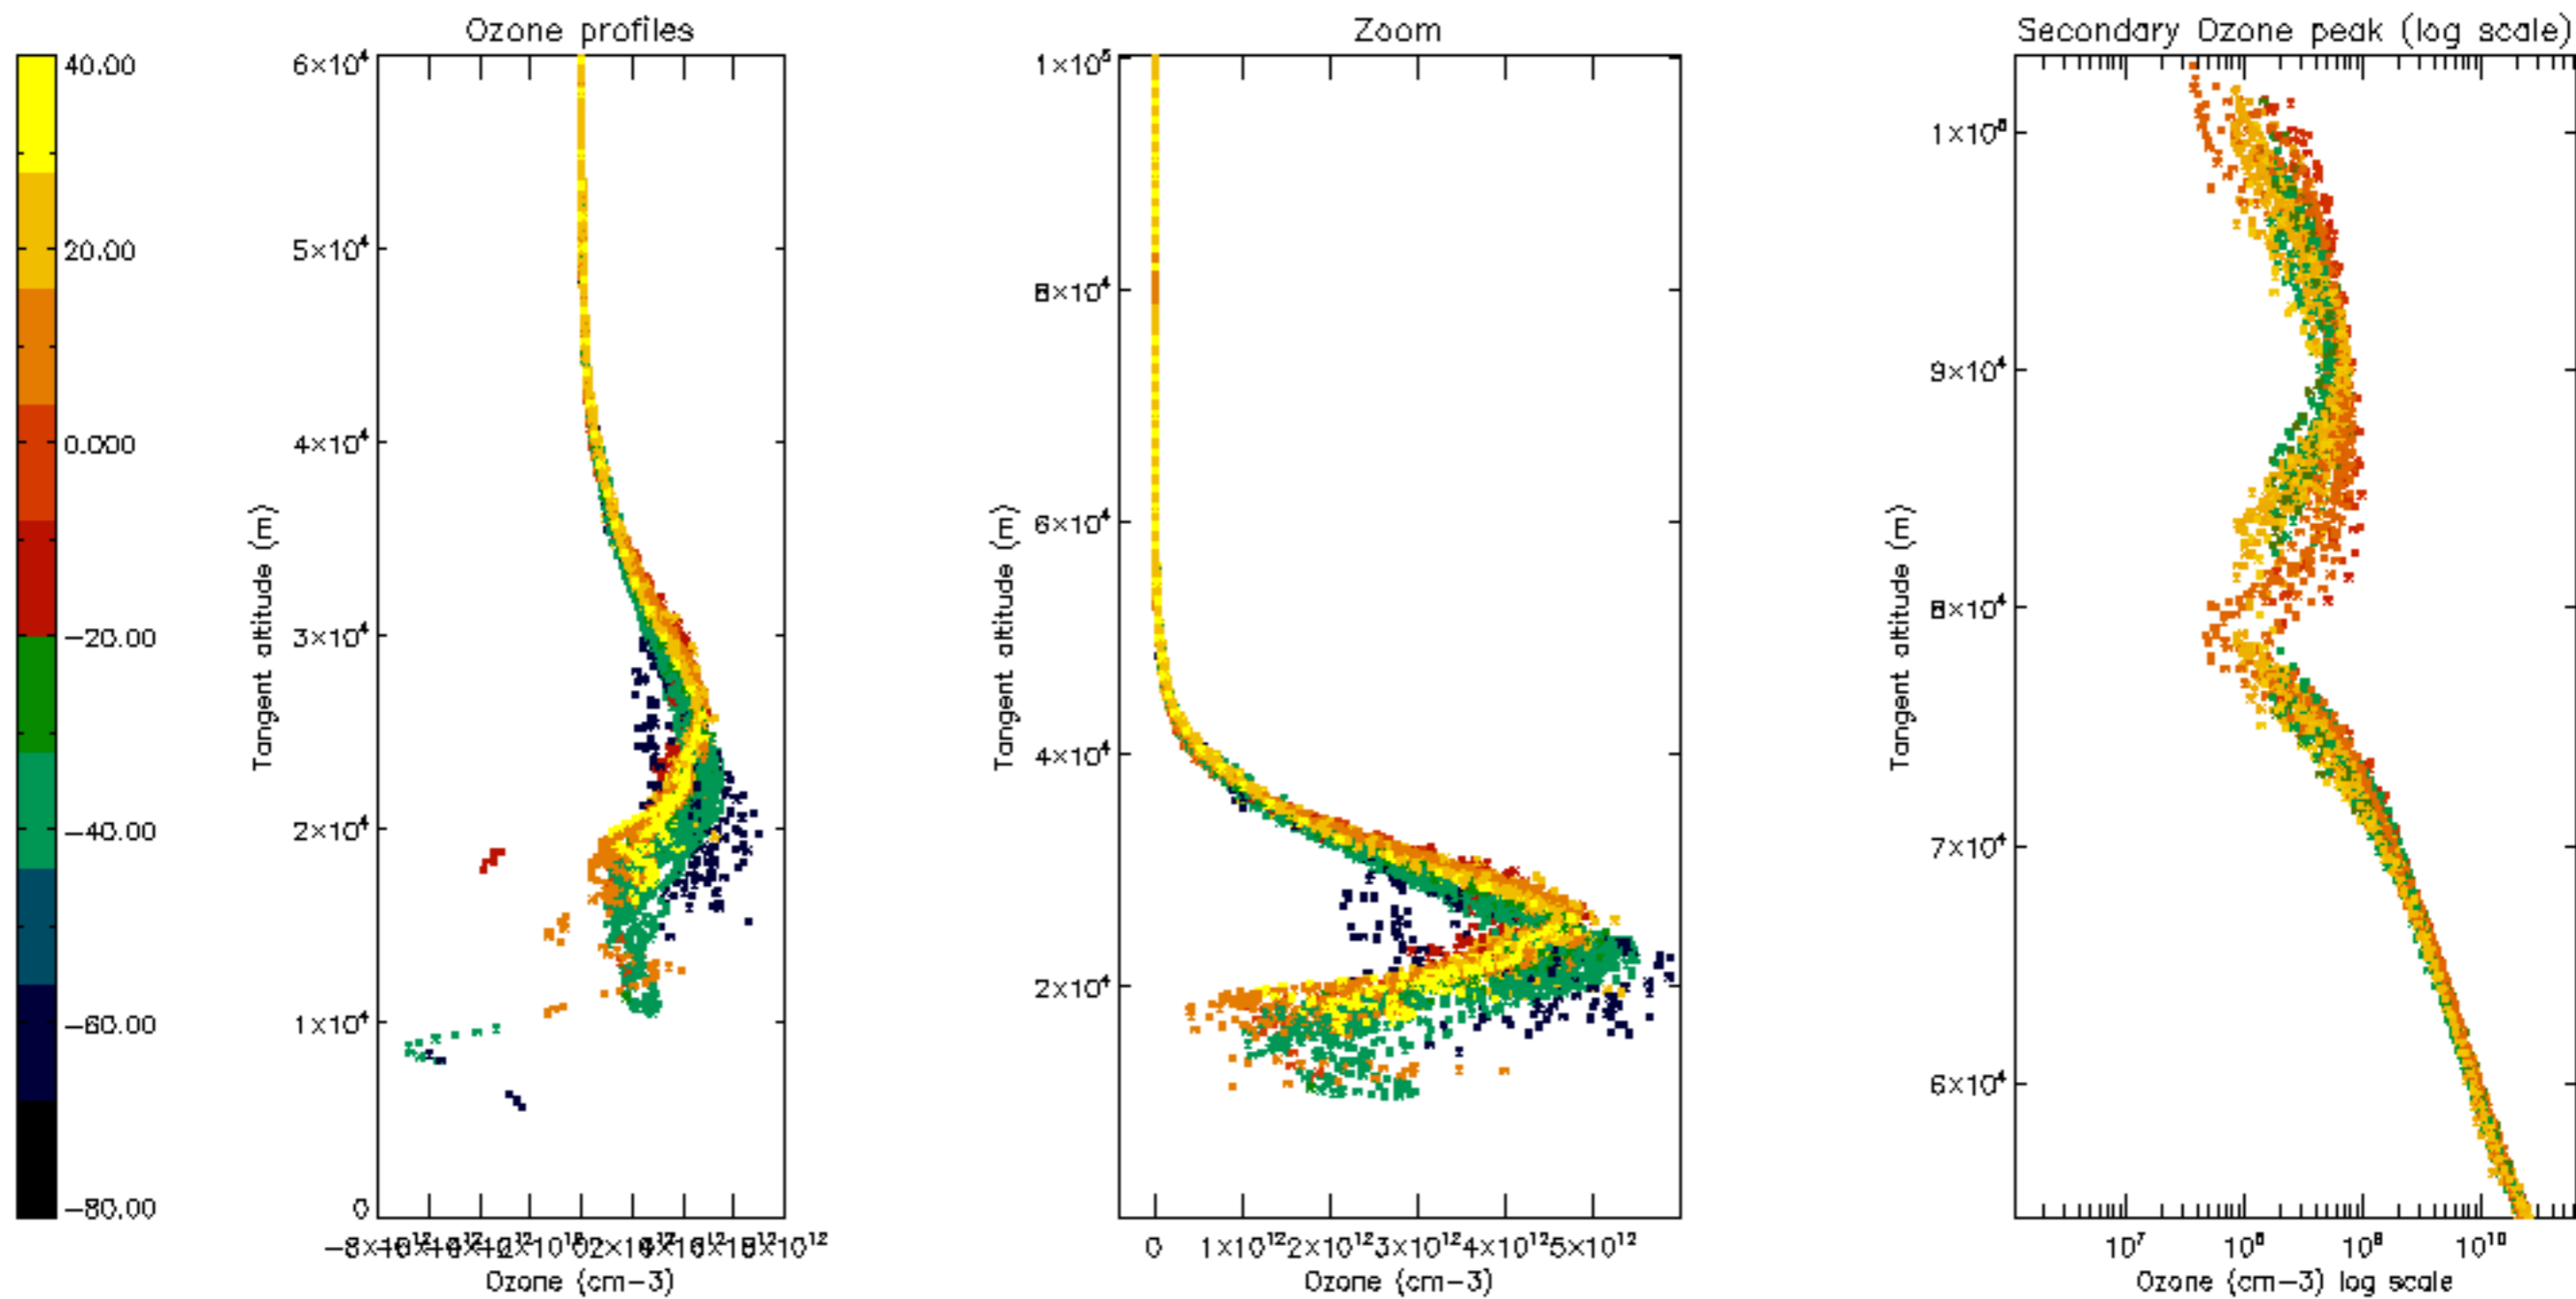 Ozone profiles
Zoom
Secondary Ozone peak (log scale)
40.00
20.00
0.000
−20.00
−40.00
−60.00
−80.00
6×10⁴
5×10⁴
4×10⁴
3×10⁴
2×10⁴
1×10⁴
0
Tangent altitude (m)
Ozone (cm−3)
1×10⁵
8×10⁴
6×10⁴
4×10⁴
2×10⁴
Tangent altitude (m)
0 1×10¹² 2×10¹² 3×10¹² 4×10¹² 5×10¹²
Ozone (cm−3)
9×10⁴
8×10⁴
7×10⁴
6×10⁴
Tangent altitude (m)
10⁷ 10⁸ 10⁹ 10¹⁰
Ozone (cm−3) log scale